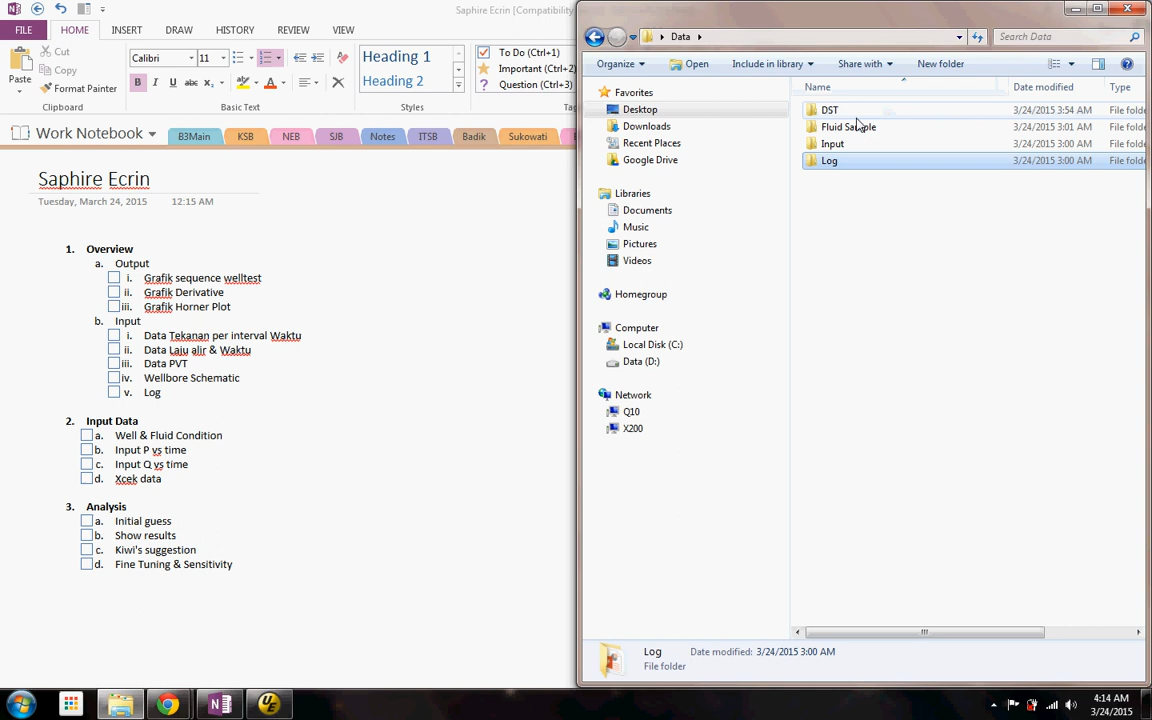 Saphire Ecrin [Compatibility
FILE HOME INSERT DRAW HISTORY REVIEW VIEW
Paste
Cut
Copy
Format Painter
Clipboard
Calibri 11
B I U abc
Basic Text
Heading 1
Heading 2
Styles
To Do (Ctrl+1)
Important (Ctrl+2)
Question (Ctrl+3)
Work Notebook
B3Main KSB NEB SJB Notes ITSB Badik Sukowati
Saphire Ecrin
Tuesday, March 24, 2015 12:15 AM
1. Overview
a. Output
i. Grafik sequence welltest
ii. Grafik Derivative
iii. Grafik Horner Plot
b. Input
i. Data Tekanan per interval Waktu
ii. Data Laju alir & Waktu
iii. Data PVT
iv. Wellbore Schematic
v. Log
2. Input Data
a. Well & Fluid Condition
b. Input P vs time
c. Input Q vs time
d. Xcek data
3. Analysis
a. Initial guess
b. Show results
c. Kiwi's suggestion
d. Fine Tuning & Sensitivity
Data
Search Data
Organize Open Include in library Share with New folder
Favorites
Desktop
Downloads
Recent Places
Google Drive
Libraries
Documents
Music
Pictures
Videos
Homegroup
Computer
Local Disk (C:)
Data (D:)
Network
Q10
X200
Name Date modified Type
DST 3/24/2015 3:54 AM File folde
Fluid Sample 3/24/2015 3:01 AM File folde
Input 3/24/2015 3:00 AM File folde
Log 3/24/2015 3:00 AM File folde
Log Date modified: 3/24/2015 3:00 AM
File folder
4:14 AM
3/24/2015